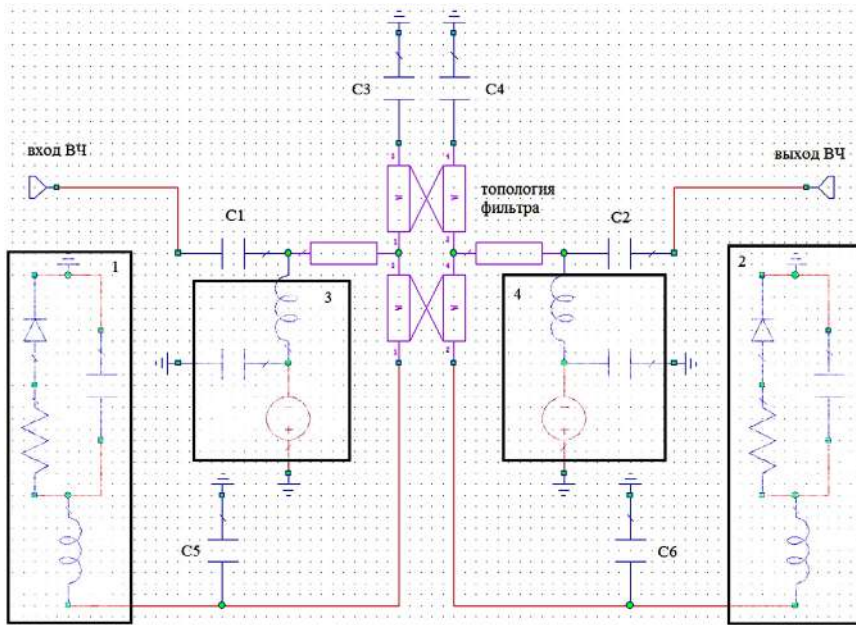 C3
C4
вход ВЧ
выход ВЧ
топология
фильтра
C1
C2
1
2
3
4
C5
C6